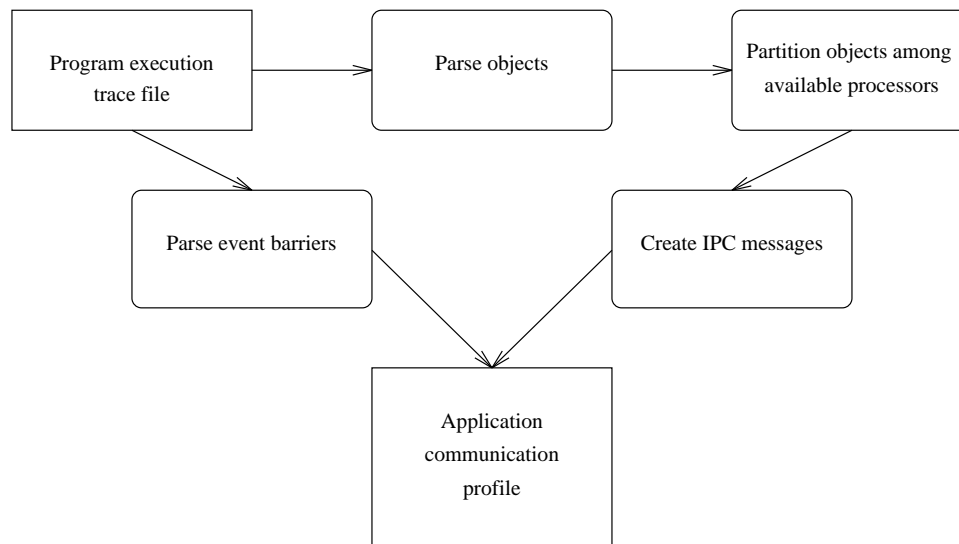 Program execution
trace file
Parse objects
Partition objects among
available processors
Parse event barriers
Create IPC messages
Application
communication
profile